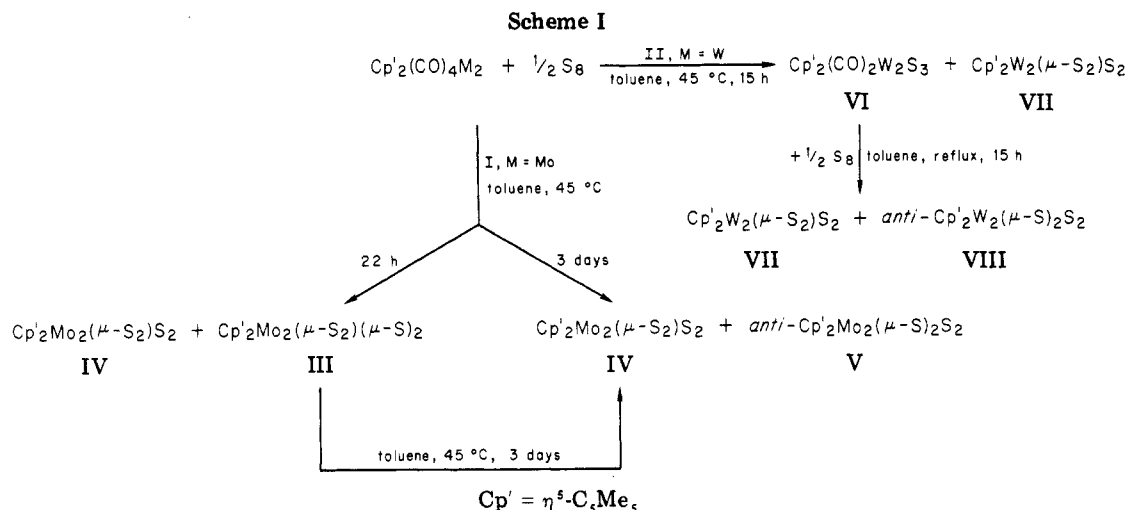 Scheme I
Cp'₂(CO)₄M₂ + ½ S₈
II, M = W
toluene, 45 °C, 15 h
Cp'₂(CO)₂W₂S₃ + Cp'₂W₂(μ-S₂)S₂
VI VII
I, M = Mo
toluene, 45 °C
+ ½ S₈ toluene, reflux, 15 h
Cp'₂W₂(μ-S₂)S₂ + anti-Cp'₂W₂(μ-S)₂S₂
VII VIII
22 h 3 days
Cp'₂Mo₂(μ-S₂)S₂ + Cp'₂Mo₂(μ-S₂)(μ-S)₂
IV III
Cp'₂Mo₂(μ-S₂)S₂ + anti-Cp'₂Mo₂(μ-S)₂S₂
IV V
toluene, 45 °C, 3 days
Cp' = η⁵-C₅Me₅